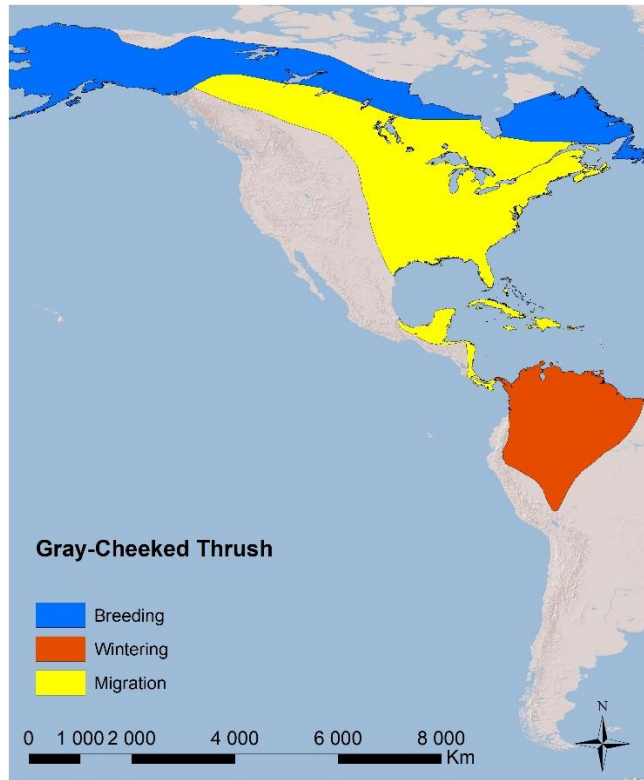 Gray-Cheeked Thrush
Breeding
Wintering
Migration
N
0 1 000 2 000 4 000 6 000 8 000
Km